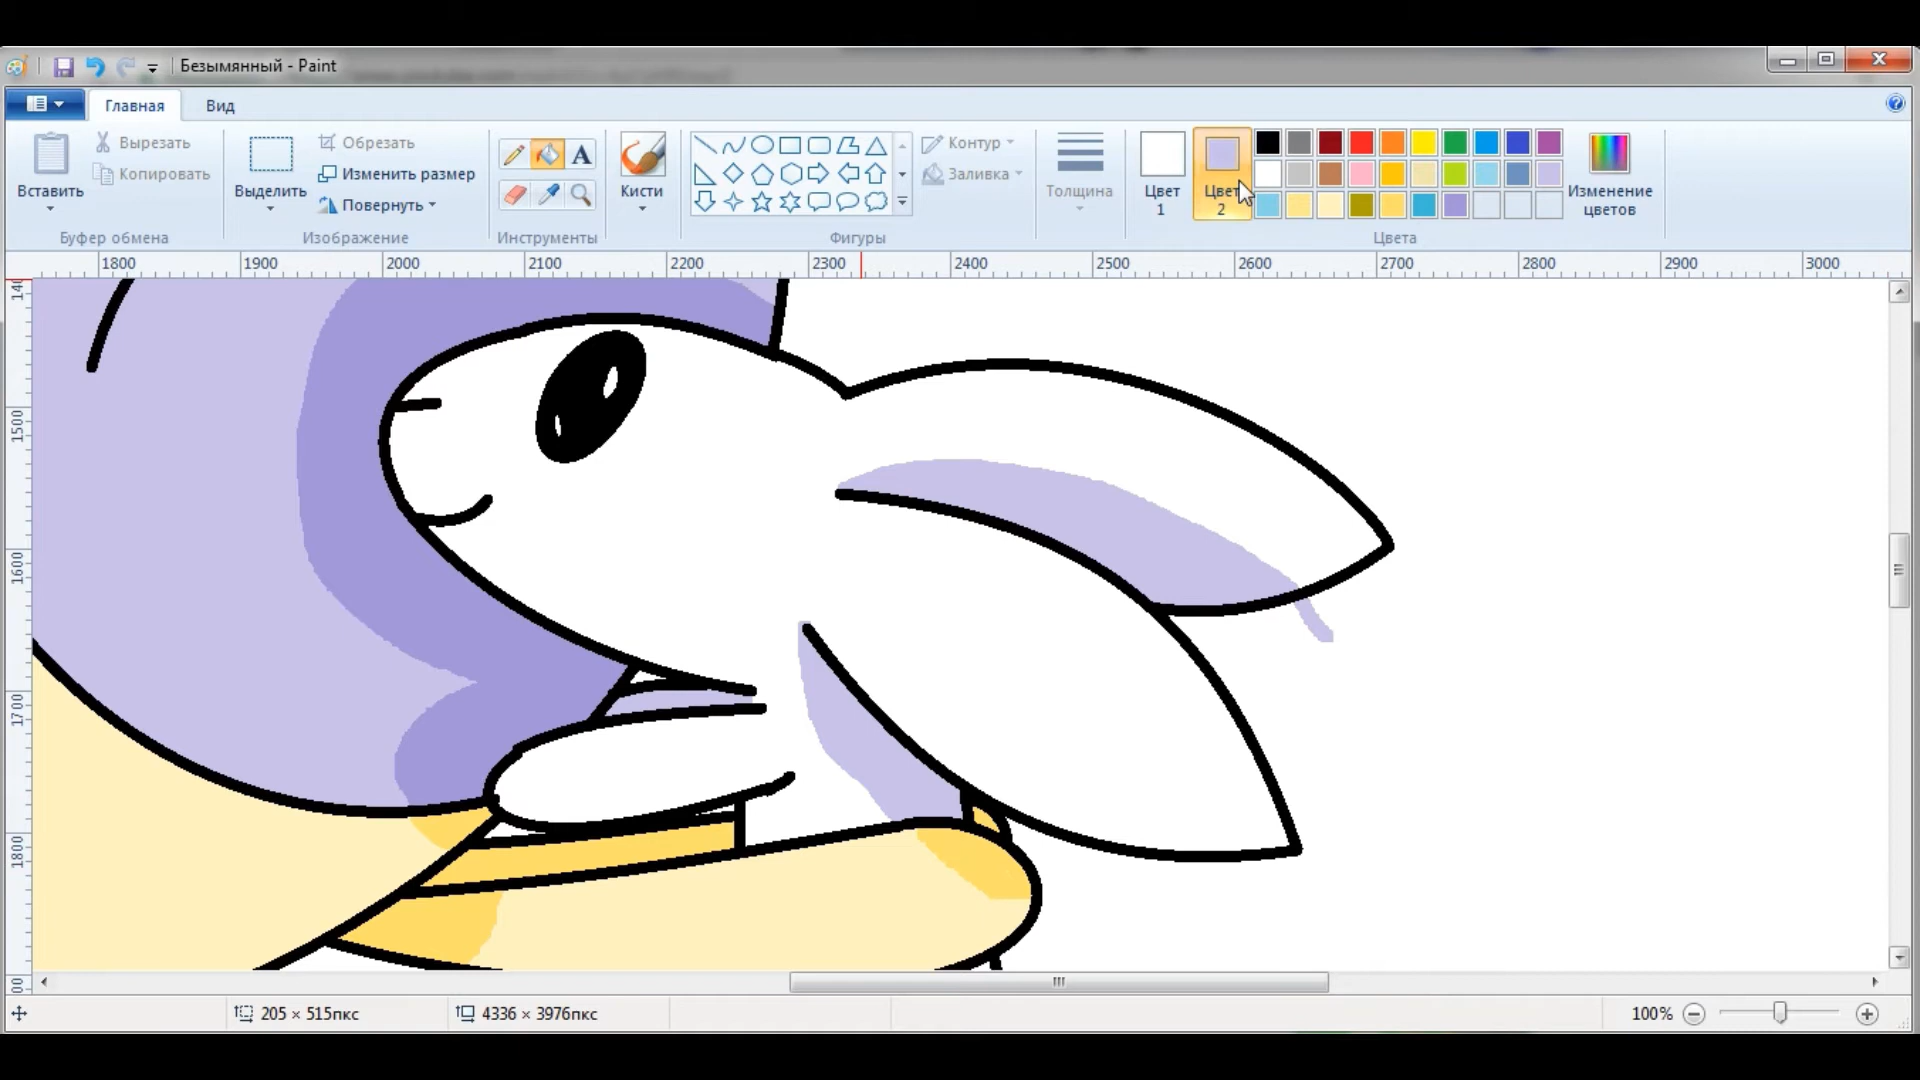 Безымянный - Paint
Главная Вид
Вставить
Вырезать
Копировать
Буфер обмена
Выделить
Обрезать
Изменить размер
Повернуть
Изображение
A
Инструменты
Кисти
Контур
Заливка
Фигуры
Толщина
Цвет 1
Цвет 2
Изменение цветов
Цвета
1800 1900 2000 2100 2200 2300 2400 2500 2600 2700 2800 2900 3000
1500
1600
1700
1800
205 × 515пкс 4336 × 3976пкс 100%